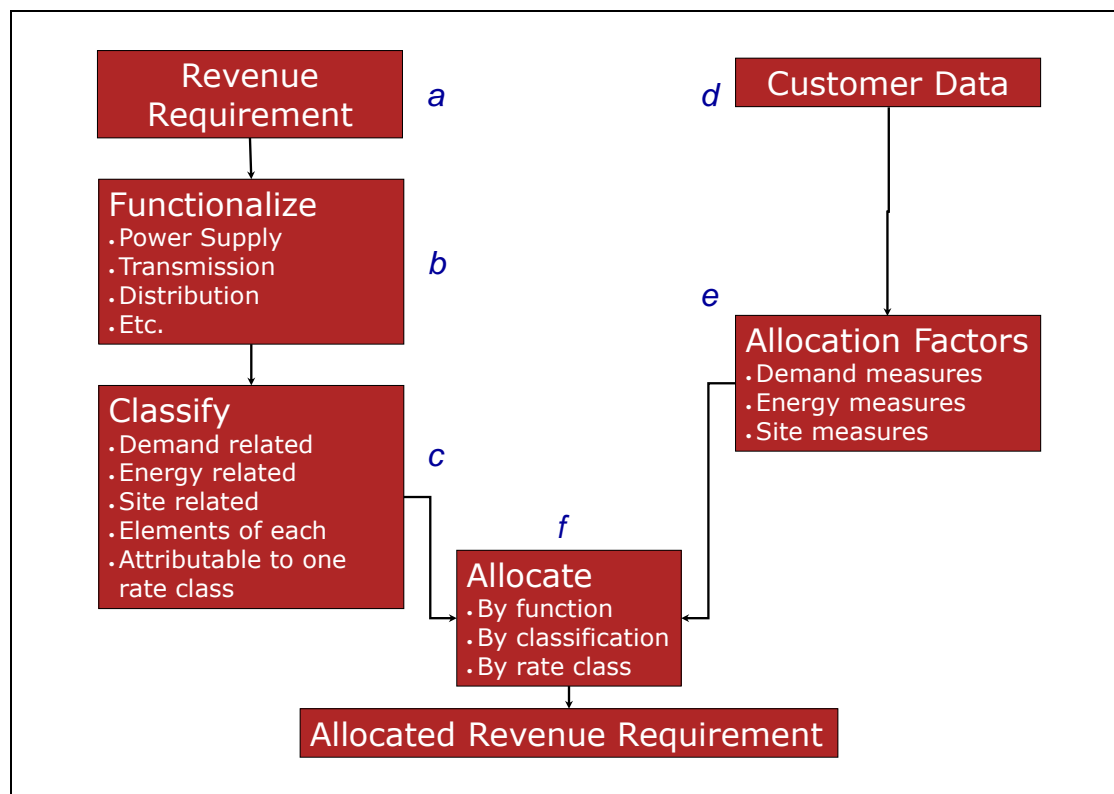 Revenue
Requirement
a
Functionalize
• Power Supply
• Transmission
• Distribution
• Etc.
b
Classify
• Demand related
• Energy related
• Site related
• Elements of each
• Attributable to one
rate class
c
d
Customer Data
e
Allocation Factors
• Demand measures
• Energy measures
• Site measures
f
Allocate
• By function
• By classification
• By rate class
Allocated Revenue Requirement